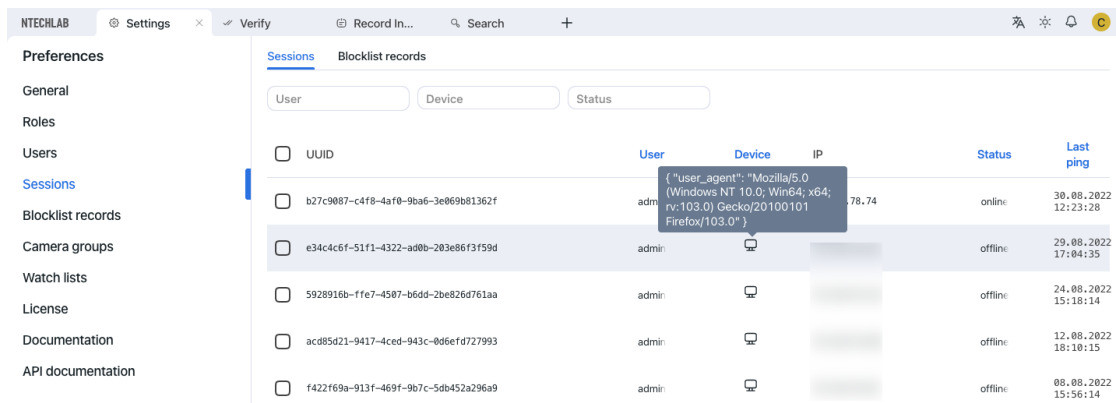 NTECHLAB Settings × Verify Record In... Search +
C
Preferences
General
Roles
Users
Sessions
Blocklist records
Camera groups
Watch lists
License
Documentation
API documentation
Sessions Blocklist records
User Device Status
UUID User Device IP Status Last ping
{ "user_agent": "Mozilla/5.0
(Windows NT 10.0; Win64; x64;
rv:103.0) Gecko/20100101
Firefox/103.0" }
b27c9087-c4f8-4af0-9ba6-3e069b81362f .78.74 online 30.08.2022 12:23:28
e34c4c6f-51f1-4322-ad0b-203e86f3f59d admin offline 29.08.2022 17:04:35
5928916b-ffe7-4507-b6dd-2be826d761aa admin offline 24.08.2022 15:18:14
acd85d21-9417-4ced-943c-0d6efd727993 admin offline 12.08.2022 18:10:15
f422f69a-913f-469f-9b7c-5db452a296a9 admin offline 08.08.2022 15:56:14